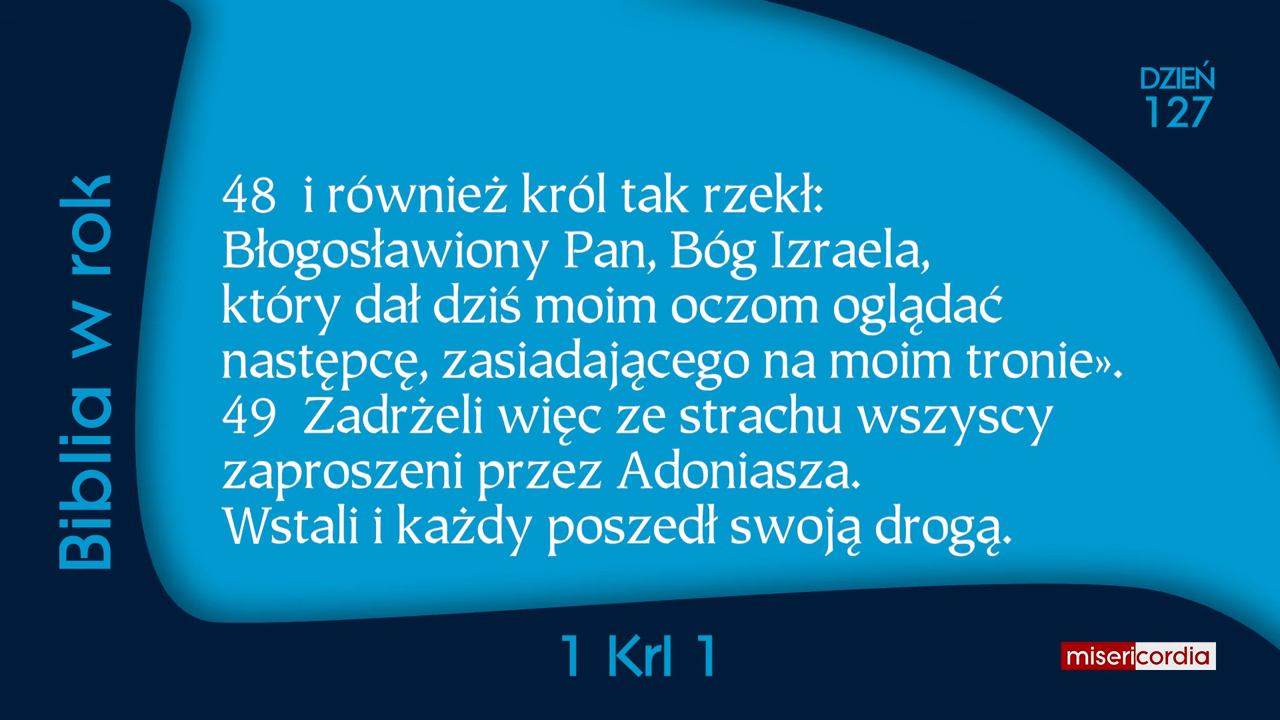 DZIEŃ
127
Biblia w rok
48 i również król tak rzekł:
Błogosławiony Pan, Bóg Izraela,
który dał dziś moim oczom oglądać
następcę, zasiadającego na moim tronie».
49 Zadrżeli więc ze strachu wszyscy
zaproszeni przez Adoniasza.
Wstali i każdy poszedł swoją drogą.
1 Krl 1
misericordia